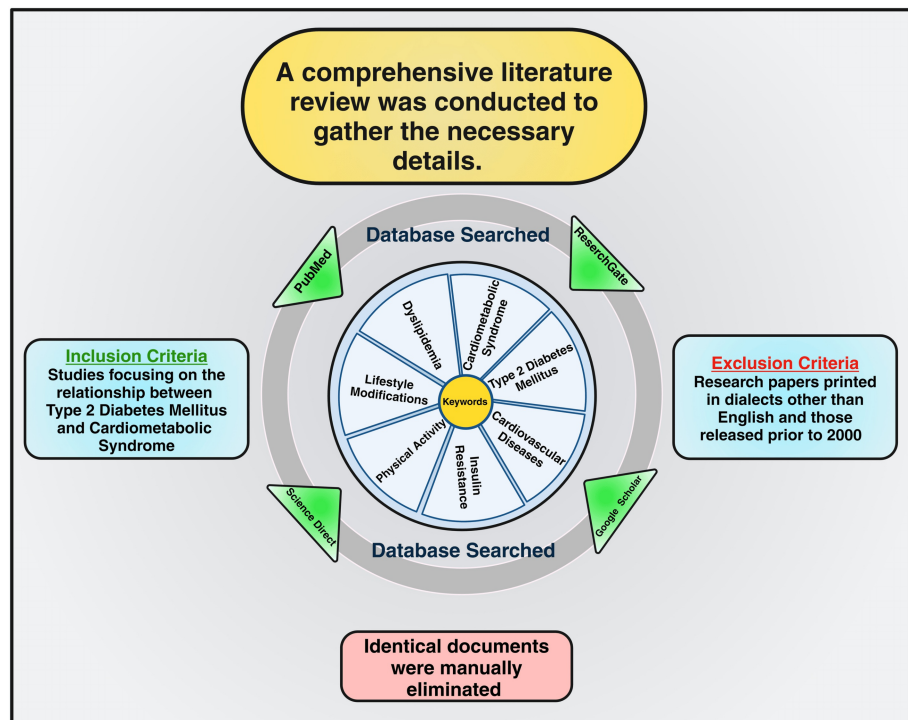 A comprehensive literature
review was conducted to
gather the necessary
details.
Database Searched
PubMed
ReserchGate
Dyslipidemia
Cardiometabolic
Syndrome
Type 2 Diabetes
Mellitus
Lifestyle
Modifications
Keywords
Physical Activity
Insulin
Resistance
Cardiovascular
Diseases
Inclusion Criteria
Studies focusing on the
relationship between
Type 2 Diabetes Mellitus
and Cardiometabolic
Syndrome
Exclusion Criteria
Research papers printed
in dialects other than
English and those
released prior to 2000
Science Direct
Google Scholar
Database Searched
Identical documents
were manually
eliminated